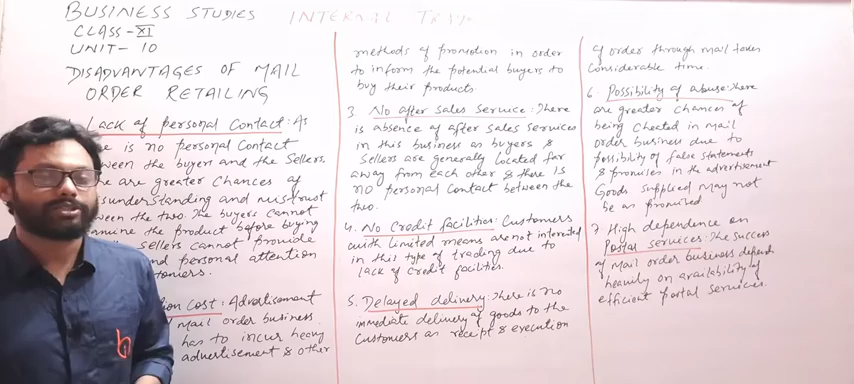 BUSINESS STUDIES
CLASS-XI
UNIT-10
DISADVANTAGES OF MAIL
ORDER RETAILING
INTERNAL
Lack of personal contact: As
is no personal contact
the buyers and the Sellers.
are greater chances of
and mistrust
the two. The buyers cannot
the product before buying
sellers cannot provide
and personal attention
Cost: Advertisement
mail order business
has to incur heavy
advertisement & other
methods of promotion in order
to inform the potential buyers to
buy their products.
3. No after sales service: There
is absence of after sales services
in this business as buyers &
Sellers are generally located far
away from each other & there is
no personal contact between the
two.
4. No Credit facilities: Customers
with limited means are not interested
in this type of trading due to
lack of credit facilities.
5. Delayed delivery: There is no
immediate delivery of goods to the
Customers as receipt & execution
of order through mail takes
Considerable time.
6. Possibility of abuse: There
are greater chances of
being cheated in mail
order business due to
possibility of false statements
& promises in the advertisement
Goods supplied may not
be as promised
7. High dependence on
Postal services: The success
of Mail order business depends
heavily on availability of
efficient postal services.